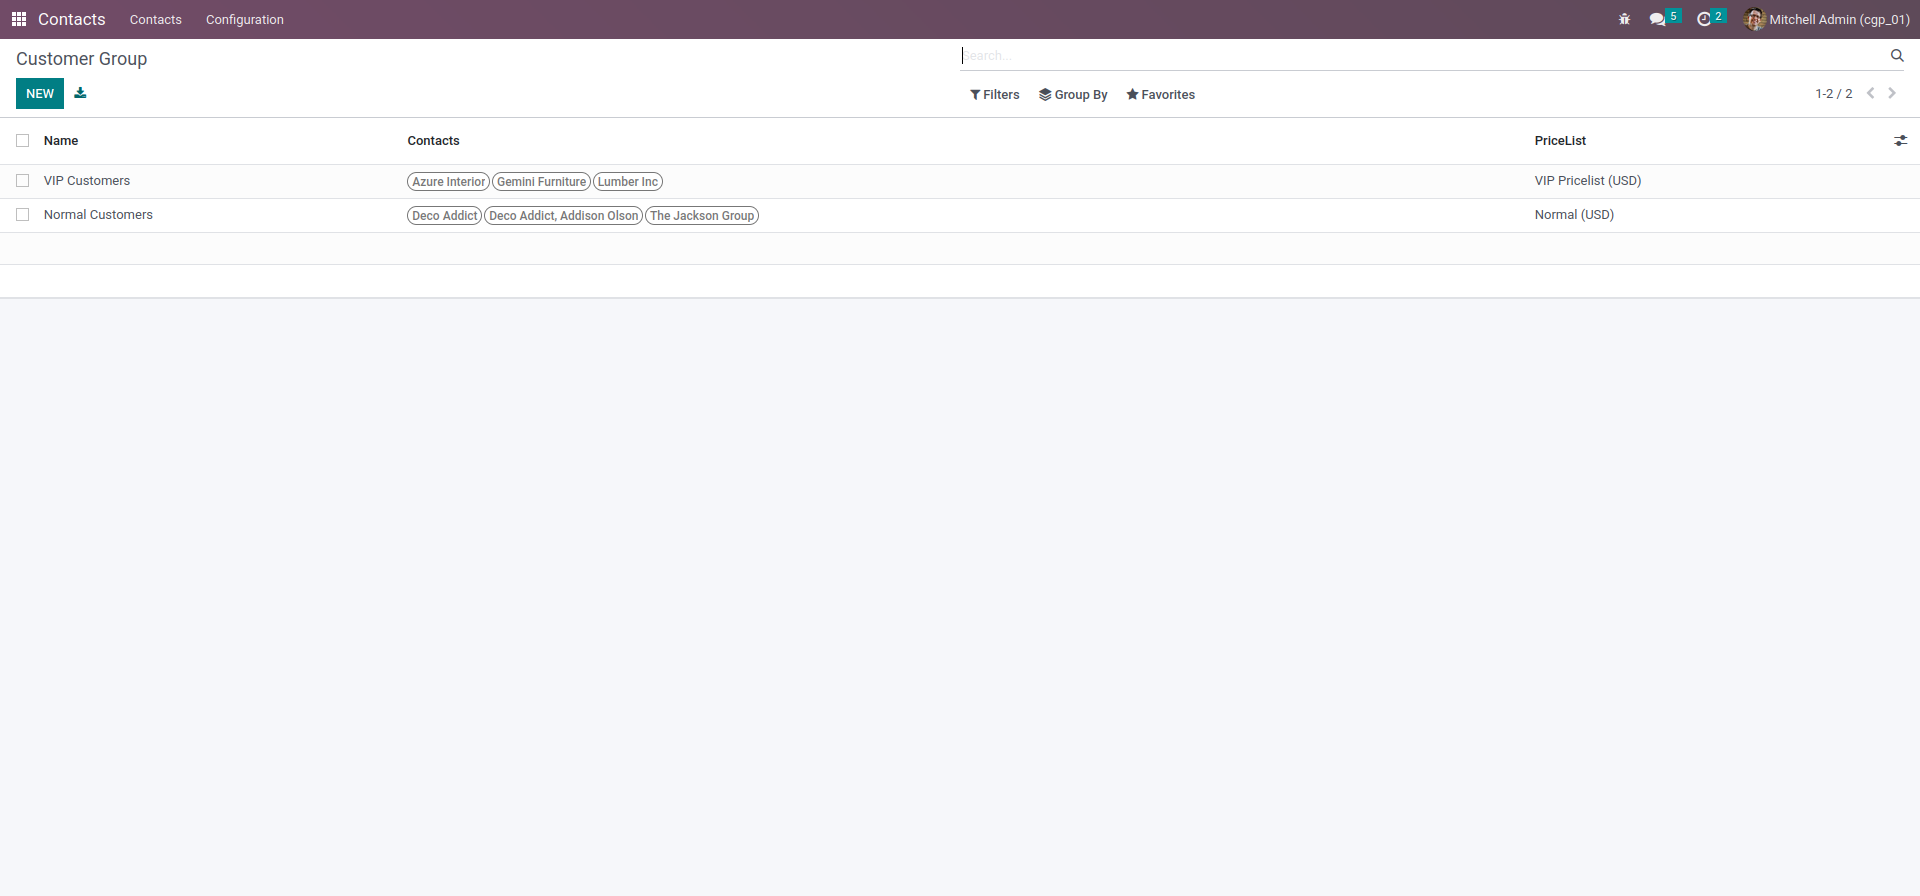 Contacts Contacts Configuration 5 2 Mitchell Admin (cgp_01)
Customer Group Search...
NEW Filters Group By Favorites 1-2 / 2
Name Contacts PriceList
VIP Customers Azure Interior Gemini Furniture Lumber Inc VIP Pricelist (USD)
Normal Customers Deco Addict Deco Addict, Addison Olson The Jackson Group Normal (USD)